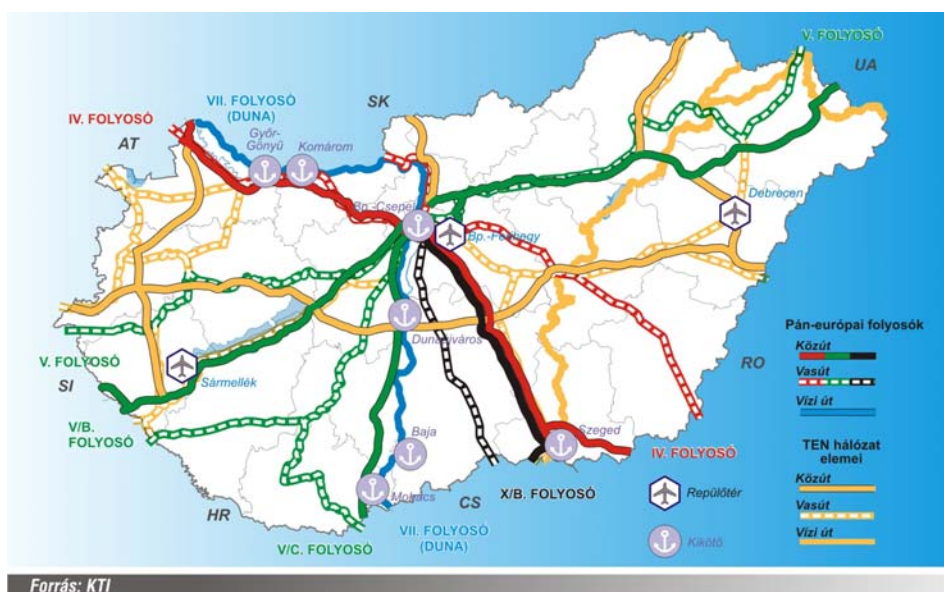 V. FOLYOSÓ
UA
VII. FOLYOSÓ
(DUNA)
SK
IV. FOLYOSÓ
AT
Győr-
Gönyű
Komárom
Bp.-Csepel
Bp.-Ferihegy
Debrecen
Dunaújváros
V. FOLYOSÓ
SI
Sármellék
V/B.
FOLYOSÓ
RO
Baja
Szeged
Mohács
HR
CS
X/B. FOLYOSÓ
IV. FOLYOSÓ
V/C. FOLYOSÓ
VII. FOLYOSÓ
(DUNA)
Repülőtér
Kikötő
Pán-európai folyosók
Közút
Vasút
Vízi út
TEN hálózat
elemei
Közút
Vasút
Vízi út
Forrás: KTI